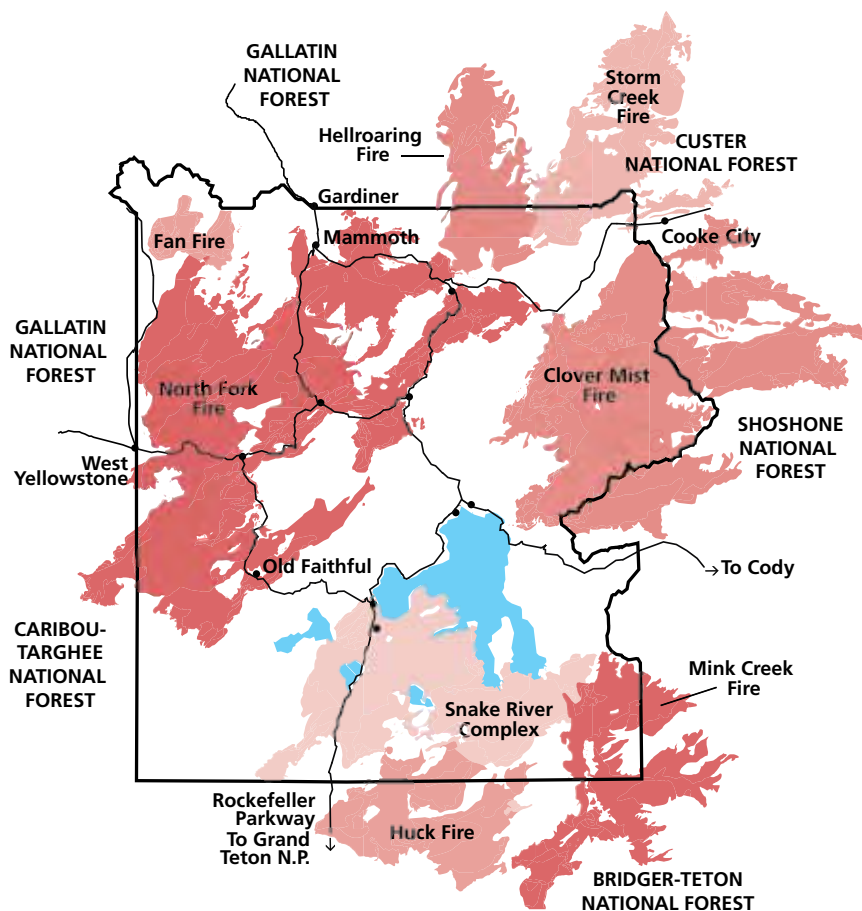 GALLATIN
NATIONAL
FOREST
Storm
Creek
Fire
Hellroaring
Fire
CUSTER
NATIONAL FOREST
Gardiner
Fan Fire
Mammoth
Cooke City
GALLATIN
NATIONAL
FOREST
North Fork
Fire
Clover Mist
Fire
SHOSHONE
NATIONAL
FOREST
West
Yellowstone
Old Faithful
To Cody
CARIBOU-
TARGHEE
NATIONAL
FOREST
Mink Creek
Fire
Snake River
Complex
Rockefeller
Parkway
To Grand
Teton N.P.
Huck Fire
BRIDGER-TETON
NATIONAL FOREST